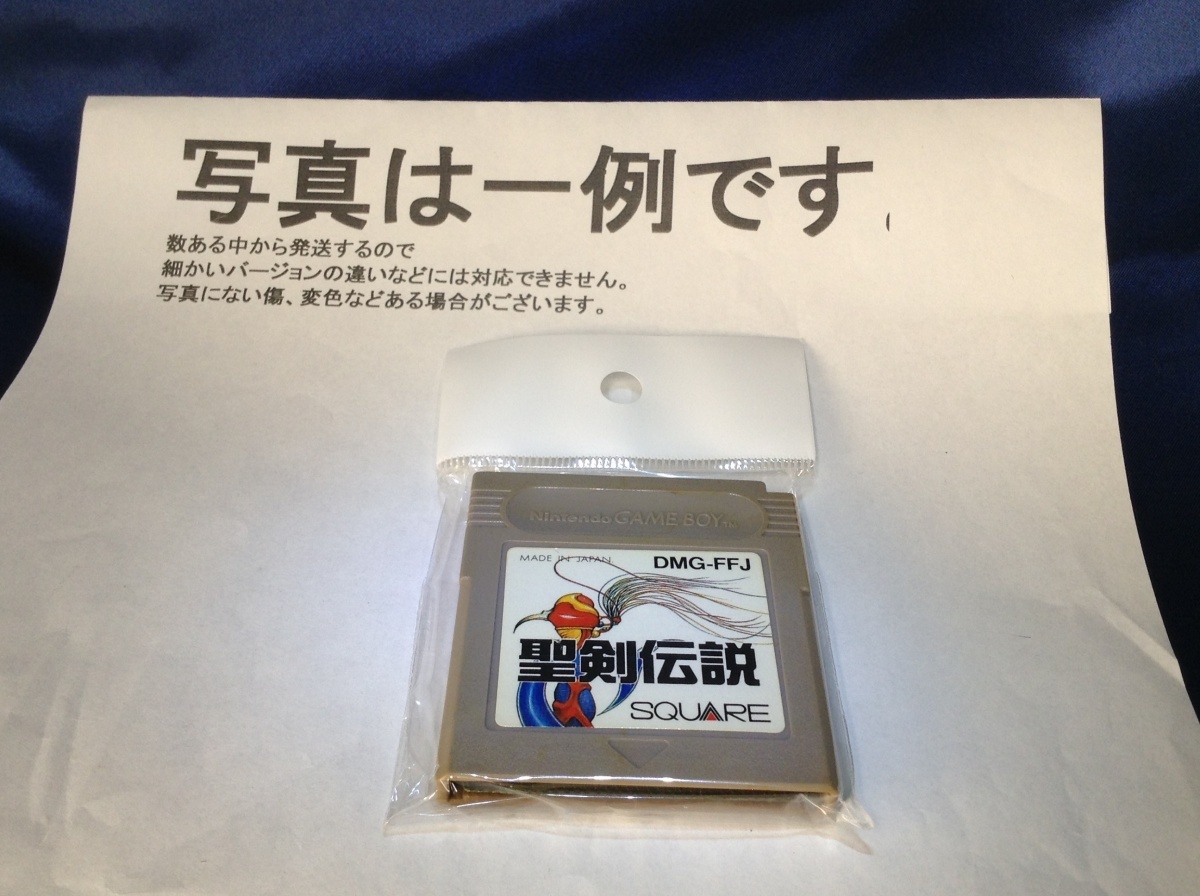 写真は一例です。
数ある中から発送するので
細かいバージョンの違いなどには対応できません。
写真にない傷、変色などある場合がございます。
Nintendo GAME BOY TM
MADE IN JAPAN DMG-FFJ
聖剣伝説
SQUARE